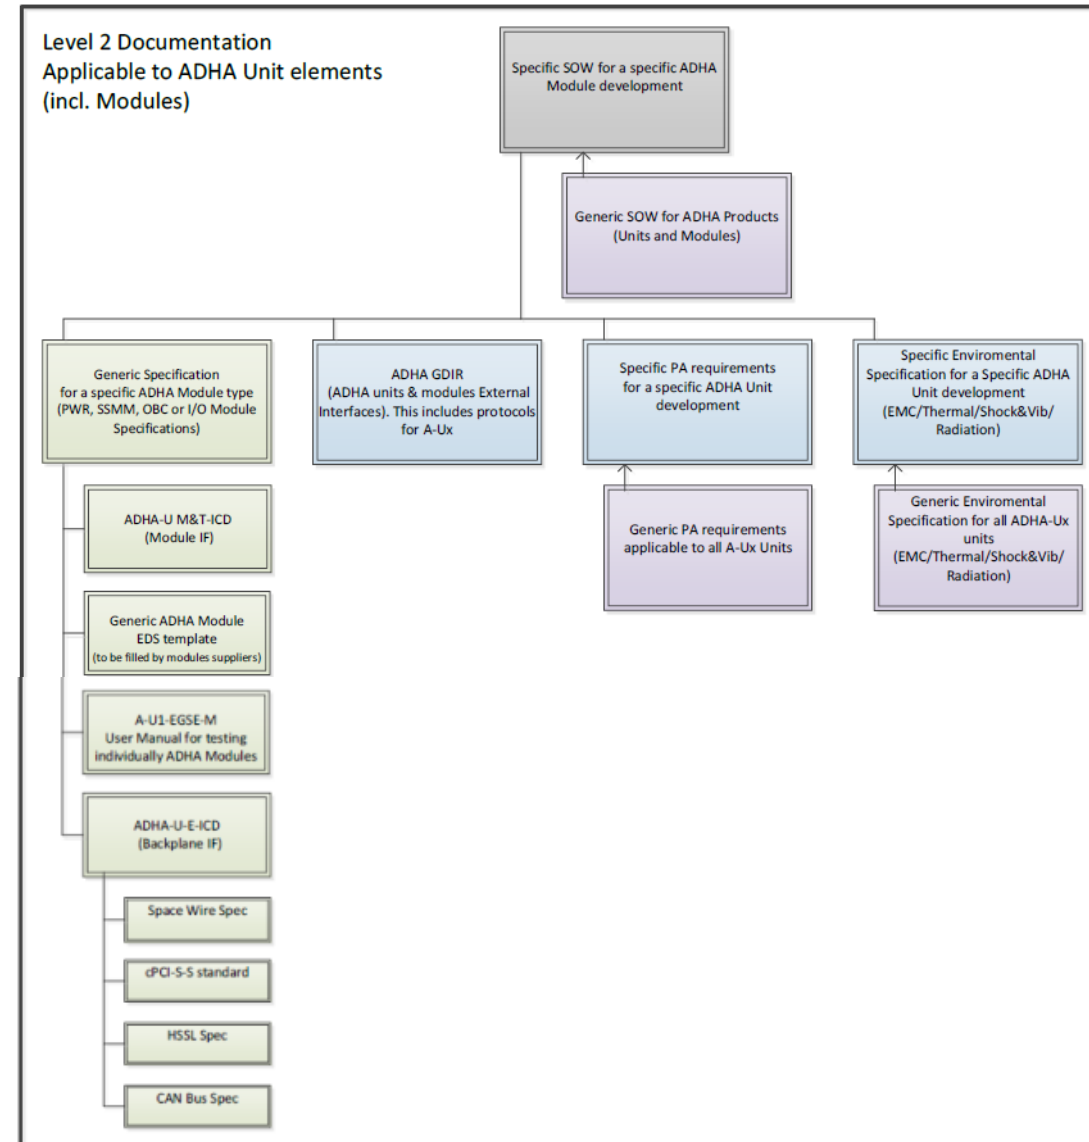 Level 2 Documentation
Applicable to ADHA Unit elements
(incl. Modules)
Specific SOW for a specific ADHA
Module development
Generic SOW for ADHA Products
(Units and Modules)
Generic Specification
for a specific ADHA Module type
(PWR, SSMM, OBC or I/O Module
Specifications)
ADHA GDIR
(ADHA units & modules External
Interfaces). This includes protocols
for A-Ux
Specific PA requirements
for a specific ADHA Unit
development
Specific Enviromental
Specification for a Specific ADHA
Unit development
(EMC/Thermal/Shock&Vib/
Radiation)
ADHA-U M&T-ICD
(Module IF)
Generic PA requirements
applicable to all A-Ux Units
Generic Enviromental
Specification for all ADHA-Ux
units
(EMC/Thermal/Shock&Vib/
Radiation)
Generic ADHA Module
EDS template
(to be filled by modules suppliers)
A-U1-EGSE-M
User Manual for testing
individually ADHA Modules
ADHA-U-E-ICD
(Backplane IF)
Space Wire Spec
cPCI-S-S standard
HSSL Spec
CAN Bus Spec